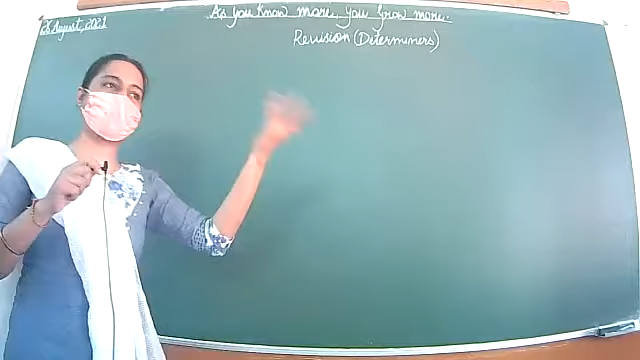 As you know more, you grow more.
26 August, 2021
Revision (Determiners)